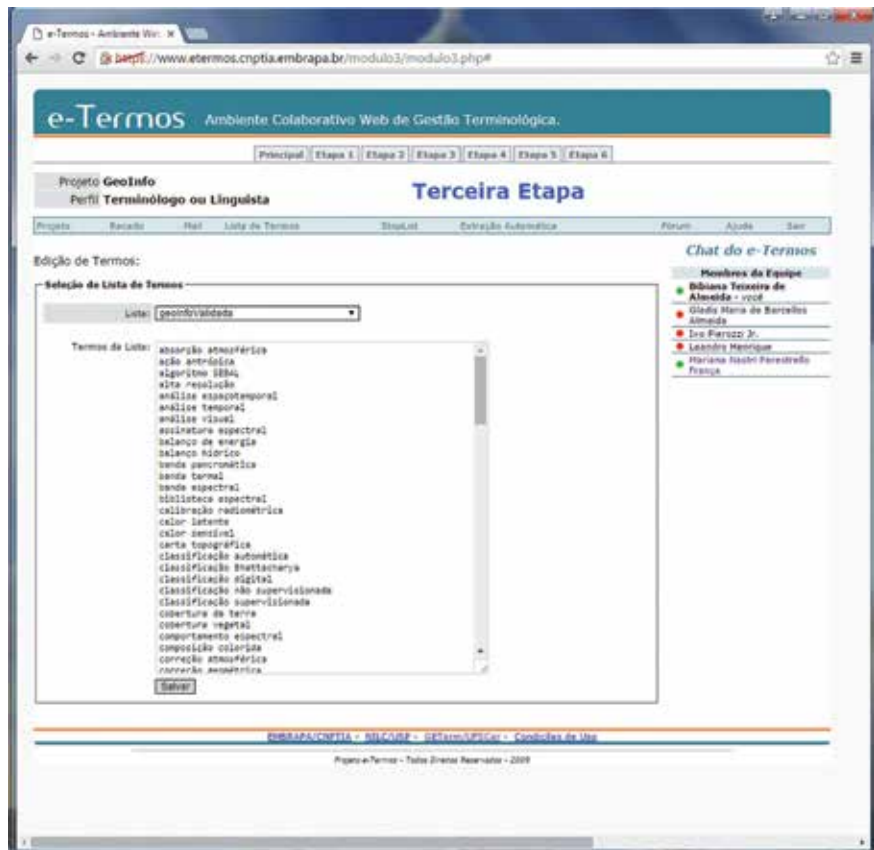 e-Termos - Ambiente We
https://www.etermos.cnptia.embrapa.br/modulo3/modulo3.php#
e-Termos Ambiente Colaborativo Web de Gestão Terminológica.
Principal Etapa 1 Etapa 2 Etapa 3 Etapa 4 Etapa 5 Etapa 6
Projeto GeoInfo
Perfil Terminólogo ou Linguista
Terceira Etapa
Projeto Recado Mail Lista de Termos StopList Extração Automática Fórum Ajuda Sair
Edição de Termos:
Seleção de Lista de Termos
Lista: geoinfoValidada
Termos da Lista:
absorção atmosférica
ação antrópica
algoritmo SEBAL
alta resolução
análise espaçotemporal
análise temporal
análise visual
assinatura espectral
balanço de energia
balanço hídrico
banda pancromática
banda termal
banda espectral
biblioteca espectral
calibração radiométrica
calor latente
calor sensível
carta topográfica
classificação automática
classificação Bhattacharya
classificação digital
classificação não supervisionada
classificação supervisionada
cobertura da terra
cobertura vegetal
comportamento espectral
composição colorida
correção atmosférica
correção geométrica
Salvar
Chat do e-Termos
Membros da Equipe
Bibiana Teixeira de
Almeida - você
Gladis Maria de Barcellos
Almeida
Ivo Pierozzi Jr.
Leandro Henrique
Mariana Nastri Perestrello
França
EMBRAPA/CNPTIA - NILC/USP - GETerm/UFSCar - Condições de Uso
Projeto e-Termos - Todos Direitos Reservados - 2009